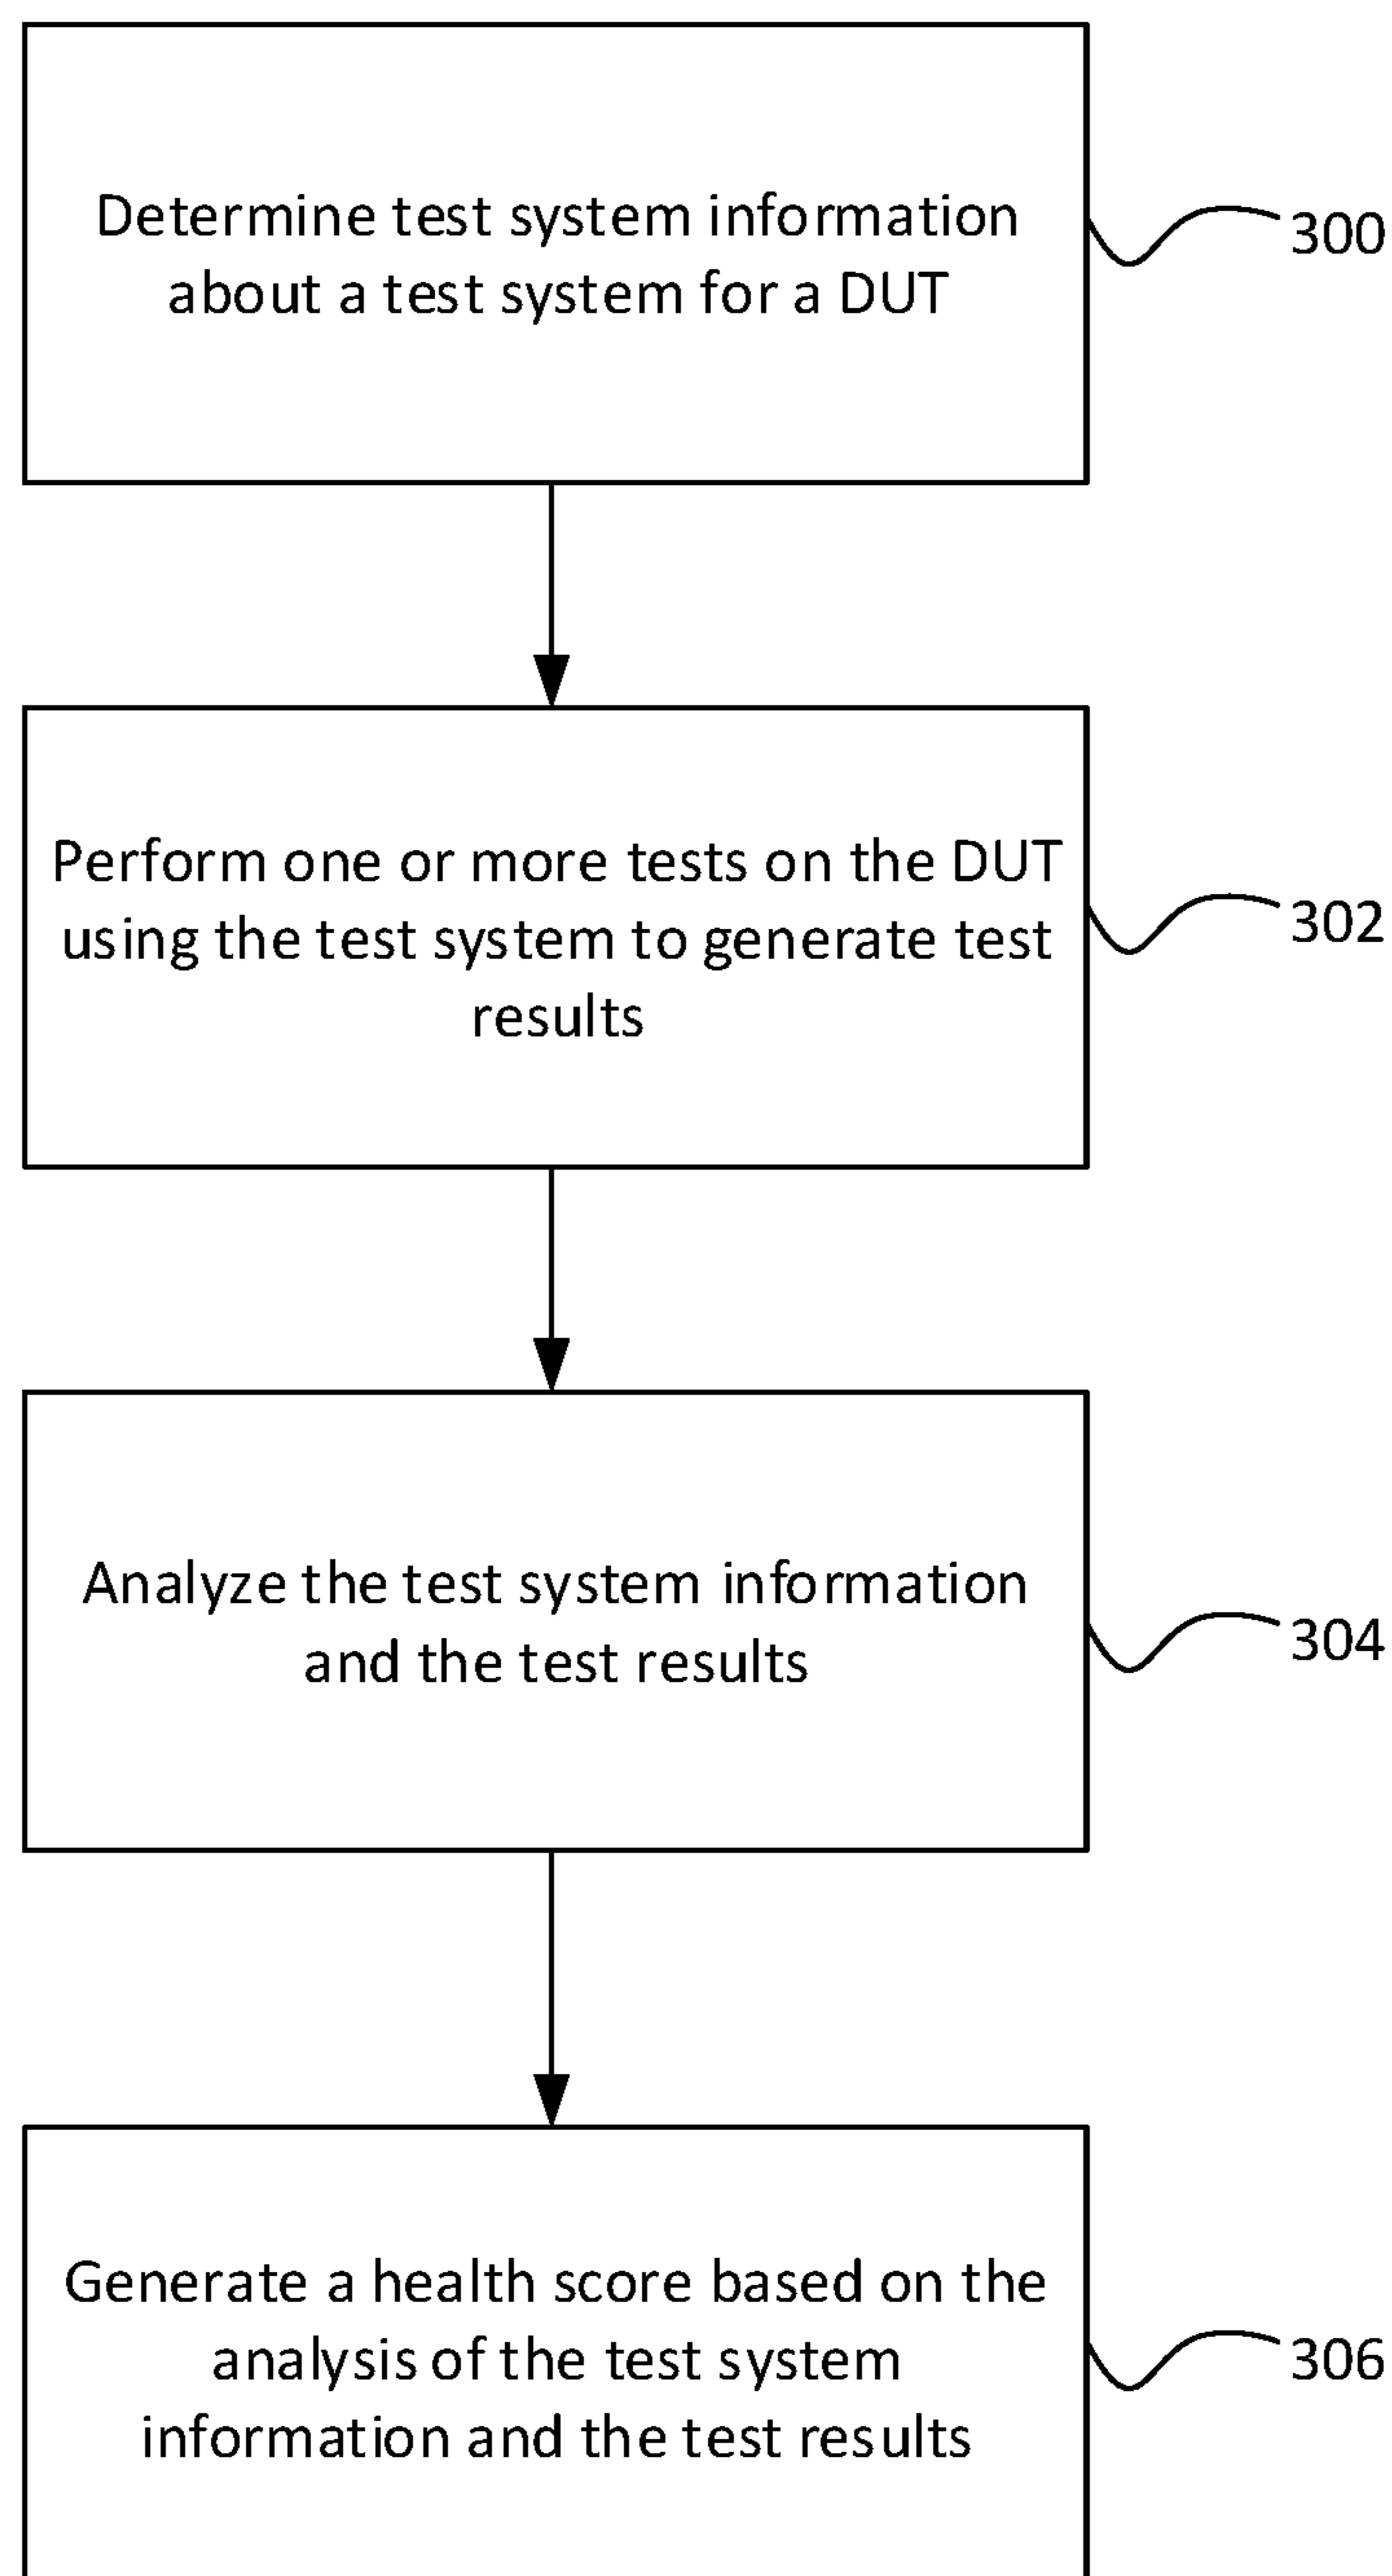 Determine test system information
about a test system for a DUT
300
Perform one or more tests on the DUT
using the test system to generate test
results
302
Analyze the test system information
and the test results
304
Generate a health score based on the
analysis of the test system
information and the test results
306